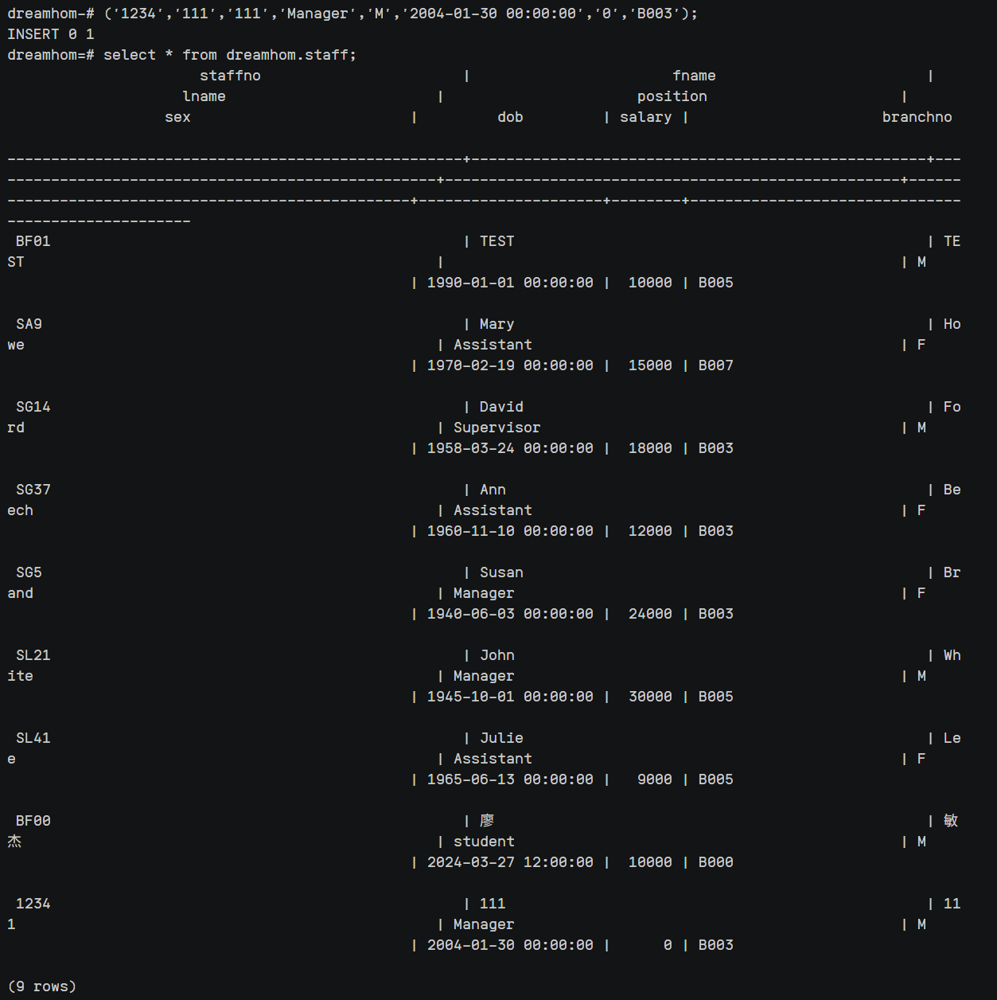 dreamhom-# ('1234','111','111','Manager','M','2004-01-30 00:00:00','0','B003');
INSERT 0 1
dreamhom=# select * from dreamhom.staff;
                      staffno                       |                       fname                        |
                    lname                        |                      position                      |
                  sex                         |         dob         | salary |                      branchno

----------------------------------------------------+----------------------------------------------------+---
-------------------------------------------------+----------------------------------------------------+------
----------------------------------------------+---------------------+--------+-------------------------------
---------------------
 BF01                                               | TEST                                               | TE
ST                                               |                                                    | M
                                              | 1990-01-01 00:00:00 |  10000 | B005

 SA9                                                | Mary                                               | Ho
we                                               | Assistant                                          | F
                                              | 1970-02-19 00:00:00 |  15000 | B007

 SG14                                               | David                                              | Fo
rd                                               | Supervisor                                         | M
                                              | 1958-03-24 00:00:00 |  18000 | B003

 SG37                                               | Ann                                                | Be
ech                                              | Assistant                                          | F
                                              | 1960-11-10 00:00:00 |  12000 | B003

 SG5                                                | Susan                                              | Br
and                                              | Manager                                            | F
                                              | 1940-06-03 00:00:00 |  24000 | B003

 SL21                                               | John                                               | Wh
ite                                              | Manager                                            | M
                                              | 1945-10-01 00:00:00 |  30000 | B005

 SL41                                               | Julie                                              | Le
e                                                | Assistant                                          | F
                                              | 1965-06-13 00:00:00 |   9000 | B005

 BF00                                               | 廖                                                 | 敏
杰                                               | student                                            | M
                                              | 2024-03-27 12:00:00 |  10000 | B000

 1234                                               | 111                                                | 11
1                                                | Manager                                            | M
                                              | 2004-01-30 00:00:00 |      0 | B003

(9 rows)